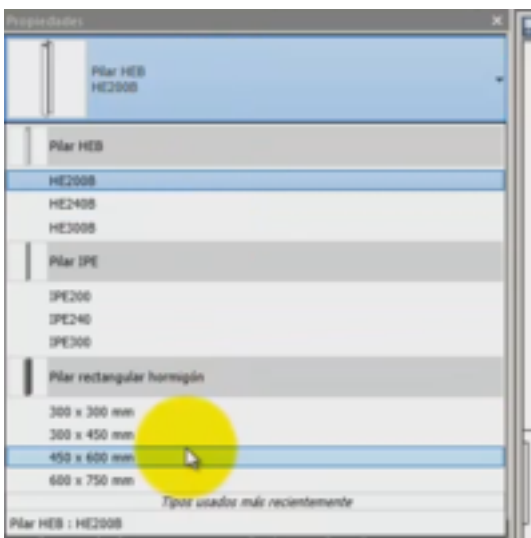 Propiedades
Pilar HEB
HE200B
Pilar HEB
HE200B
HE240B
HE300B
Pilar IPE
IPE200
IPE240
IPE300
Pilar rectangular hormigón
300 x 300 mm
300 x 450 mm
450 x 600 mm
600 x 750 mm
Tipos usados más recientemente
Pilar HEB : HE200B